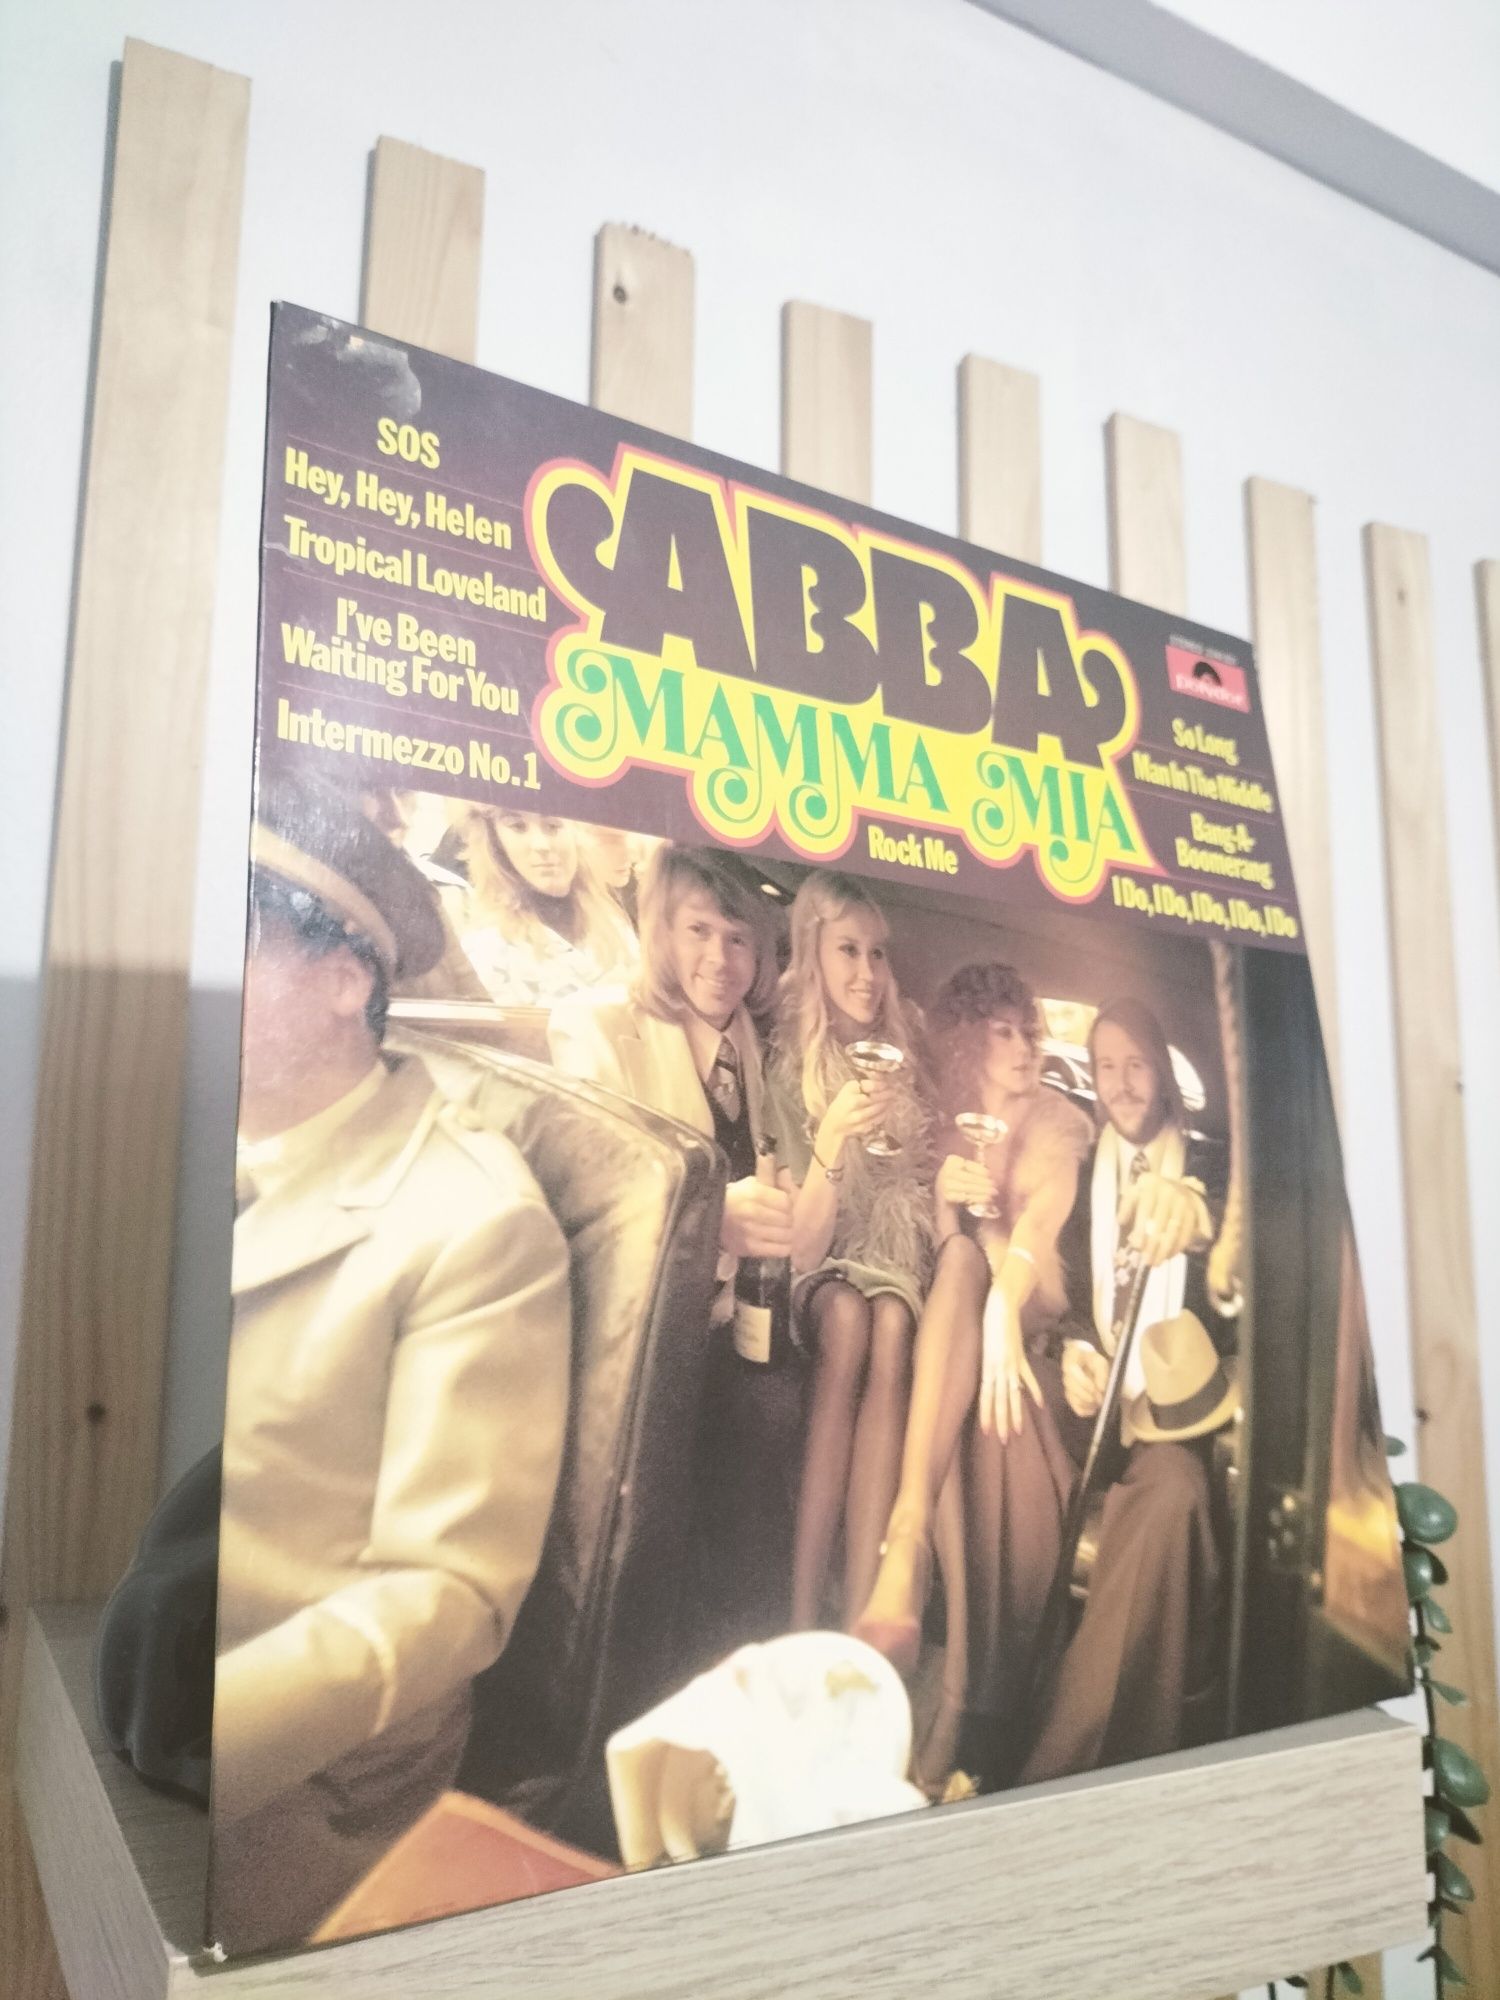 SOS
Hey, Hey, Helen
Tropical Loveland
I've Been
Waiting For You
Intermezzo No. 1
ABBA
MAMMA MIA
Rock Me
polydor
So Long
Man In The Middle
Bang-A-
Boomerang
I Do, I Do, I Do, I Do, I Do